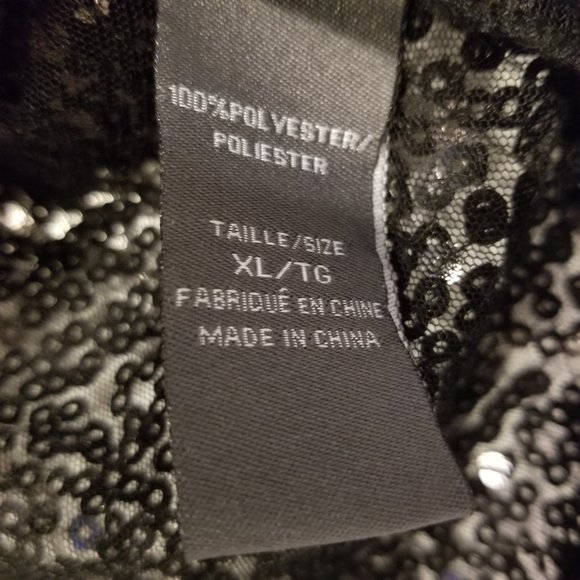 100%POLYESTER/
POLIESTER
TAILLE/SIZE
XL/TG
FABRIQUÉ EN CHINE
MADE IN CHINA